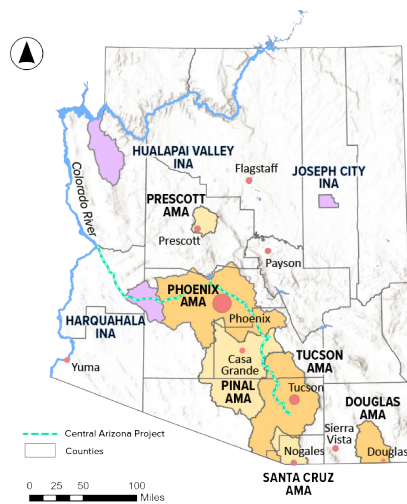 HUALAPAI VALLEY
INA
Flagstaff
JOSEPH CITY
INA
Colorado River
PRESCOTT
AMA
Prescott
Payson
PHOENIX
AMA
Phoenix
HARQUAHALA
INA
Casa
Grande
TUCSON
AMA
Yuma
PINAL
AMA
Tucson
DOUGLAS
AMA
Sierra
Vista
Nogales
Douglas
SANTA CRUZ
AMA
Central Arizona Project
Counties
0 25 50 100
Miles